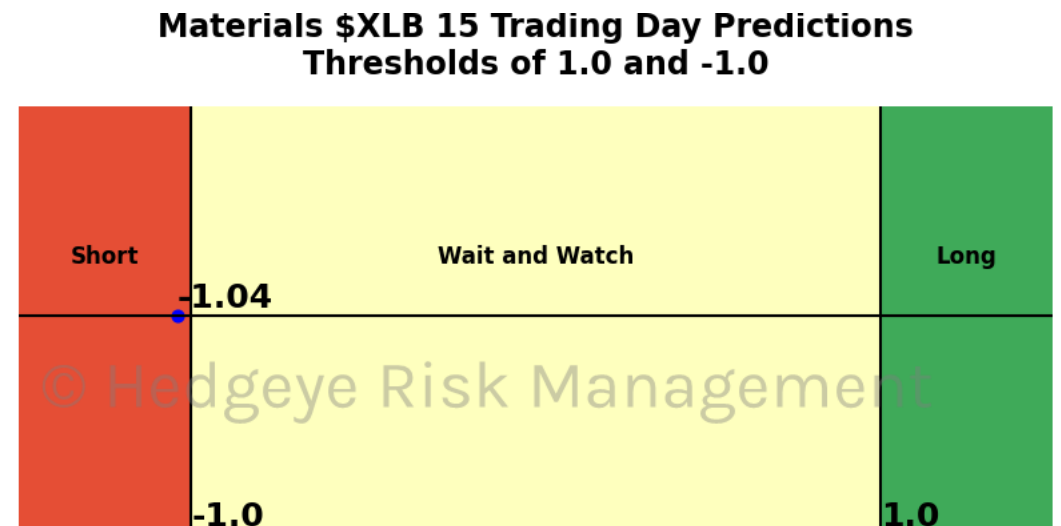 Materials $XLB 15 Trading Day Predictions
Thresholds of 1.0 and -1.0
Short
Wait and Watch
Long
-1.04
© Hedgeye Risk Management
-1.0
1.0